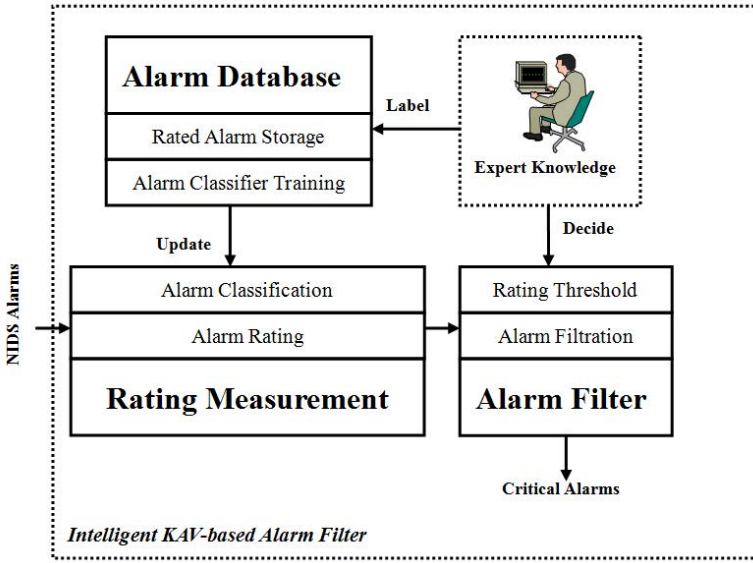 Alarm Database
Rated Alarm Storage
Alarm Classifier Training
Label
Expert Knowledge
Update
Decide
NIDS Alarms
Alarm Classification
Alarm Rating
Rating Measurement
Rating Threshold
Alarm Filtration
Alarm Filter
Critical Alarms
Intelligent KAV-based Alarm Filter